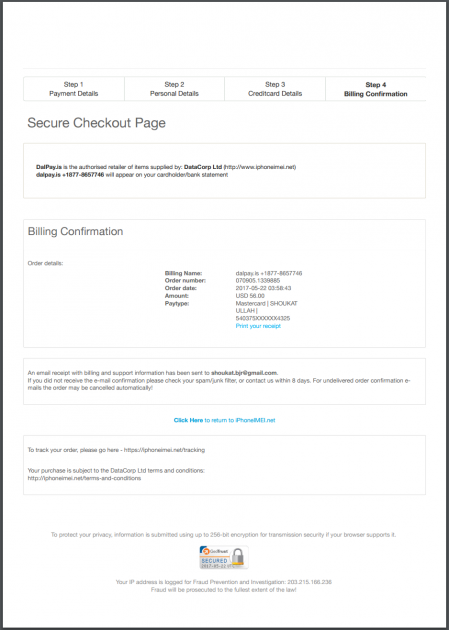 Step 1
Payment Details
Step 2
Personal Details
Step 3
Creditcard Details
Step 4
Billing Confirmation
Secure Checkout Page
DalPay.is is the authorised retailer of items supplied by: DataCorp Ltd (http://www.iphoneimei.net)
dalpay.is +1877-8657746 will appear on your cardholder/bank statement
Billing Confirmation
Order details:
Billing Name: dalpay.is +1877-8657746
Order number: 070905.1339885
Order date: 2017-05-22 03:58:43
Amount: USD 56.00
Paytype: Mastercard | SHOUKAT
ULLAH |
540375XXXXXX4325
Print your receipt
An email receipt with billing and support information has been sent to shoukat.bjr@gmail.com.
If you did not receive the e-mail confirmation please check your spam/junk filter, or contact us within 8 days. For undelivered order confirmation e-
mails the order may be cancelled automatically!
Click Here to return to iPhoneIMEI.net
To track your order, please go here - https://iphoneimei.net/tracking
Your purchase is subject to the DataCorp Ltd terms and conditions:
http://iphoneimei.net/terms-and-conditions
To protect your privacy, information is submitted using up to 256-bit encryption for transmission security if your browser supports it.
SECURED
Your IP address is logged for Fraud Prevention and Investigation: 203.215.166.236
Fraud will be prosecuted to the fullest extent of the law!